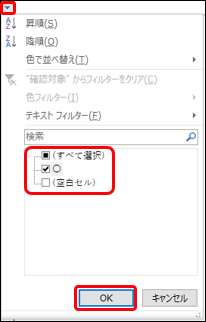 昇順(S)
降順(O)
色で並べ替え(T)
"確認対象" からフィルターをクリア(C)
色フィルター(I)
テキスト フィルター(F)
検索
(すべて選択)
○
(空白セル)
OK
キャンセル